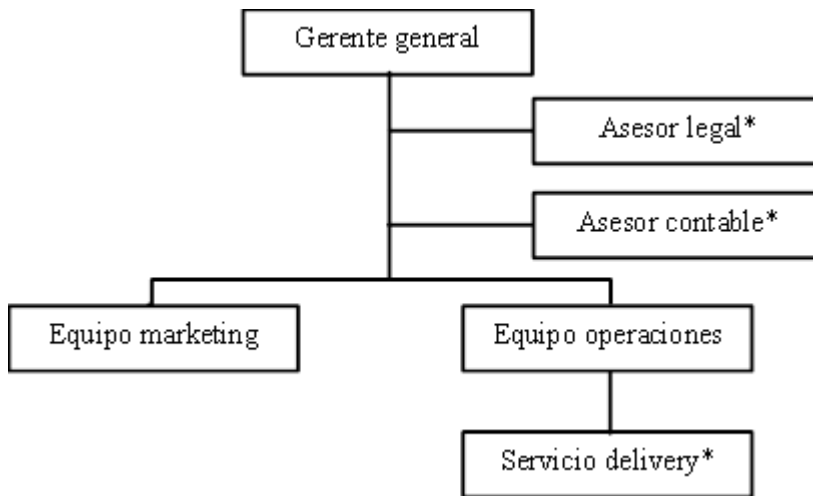 Gerente general
Asesor legal*
Asesor contable*
Equipo marketing
Equipo operaciones
Servicio delivery*